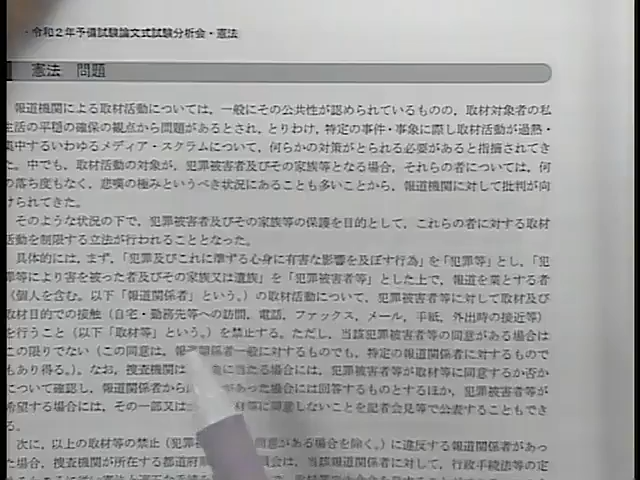 ・令和２年予備試験論文式試験分析会・憲法
憲法　問題
報道機関による取材活動については、一般にその公共性が認められているものの、取材対象者の私
生活の平穏の確保の観点から問題があるとされ、とりわけ、特定の事件・事象に際し取材活動が過熱・
集中するいわゆるメディア・スクラムについて、何らかの対策がとられる必要があると指摘されてき
た。中でも、取材活動の対象が、犯罪被害者及びその家族等となる場合、それらの者については、何
の落ち度もなく、悲嘆の極みというべき状況にあることも多いことから、報道機関に対して批判が向
けられてきた。
そのような状況の下で、犯罪被害者及びその家族等の保護を目的として、これらの者に対する取材
活動を制限する立法が行われることとなった。
具体的には、まず、「犯罪及びこれに準ずる心身に有害な影響を及ぼす行為」を「犯罪等」とし、「犯
罪等により害を被った者及びその家族又は遺族」を「犯罪被害者等」とした上で、報道を業とする者
（個人を含む。以下「報道関係者」という。）の取材活動について、犯罪被害者等に対して取材及び
取材目的での接触（自宅・勤務先等への訪問、電話、ファックス、メール、手紙、外出時の接近等）
を行うこと（以下「取材等」という。）を禁止する。ただし、当該犯罪被害者等の同意がある場合は
この限りでない（この同意は、報道関係者一般に対するものでも、特定の報道関係者に対するもので
もあり得る。）。なお、捜査機関は に当たる場合には、犯罪被害者等が取材等に同意するか否か
について確認し、報道関係者から があった場合には回答するものとするほか、犯罪被害者等が
希望する場合には、その一部又は 材等に同意しないことを記者会見等で公表することもでき
る。
次に、以上の取材等の禁止（犯罪 同意がある場合を除く。）に違反する報道関係者があっ
た場合、捜査機関が所在する都道府 員会は、当該報道関係者に対して、行政手続法等の定